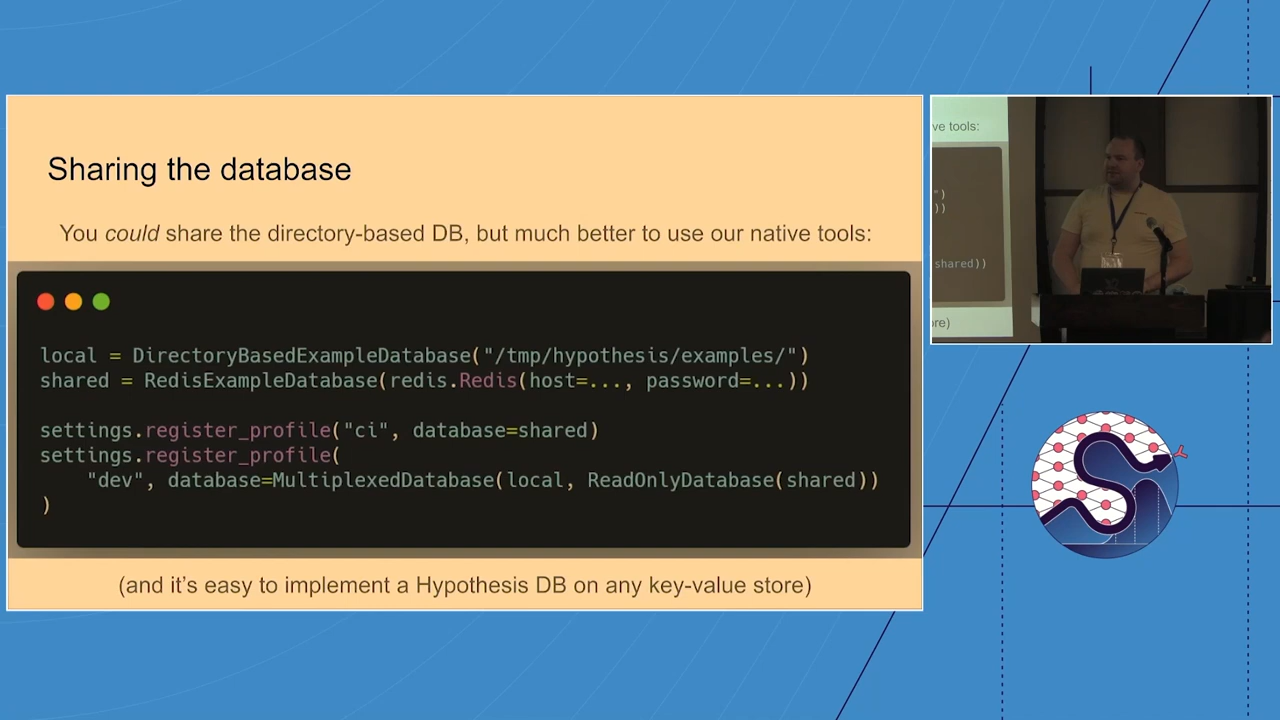 Sharing the database
You could share the directory-based DB, but much better to use our native tools:
local = DirectoryBasedExampleDatabase("/tmp/hypothesis/examples/")
shared = RedisExampleDatabase(redis.Redis(host=..., password=...))
settings.register_profile("ci", database=shared)
settings.register_profile(
"dev", database=MultiplexedDatabase(local, ReadOnlyDatabase(shared))
)
(and it's easy to implement a Hypothesis DB on any key-value store)
ve tools:
")
))
shared))
ore)